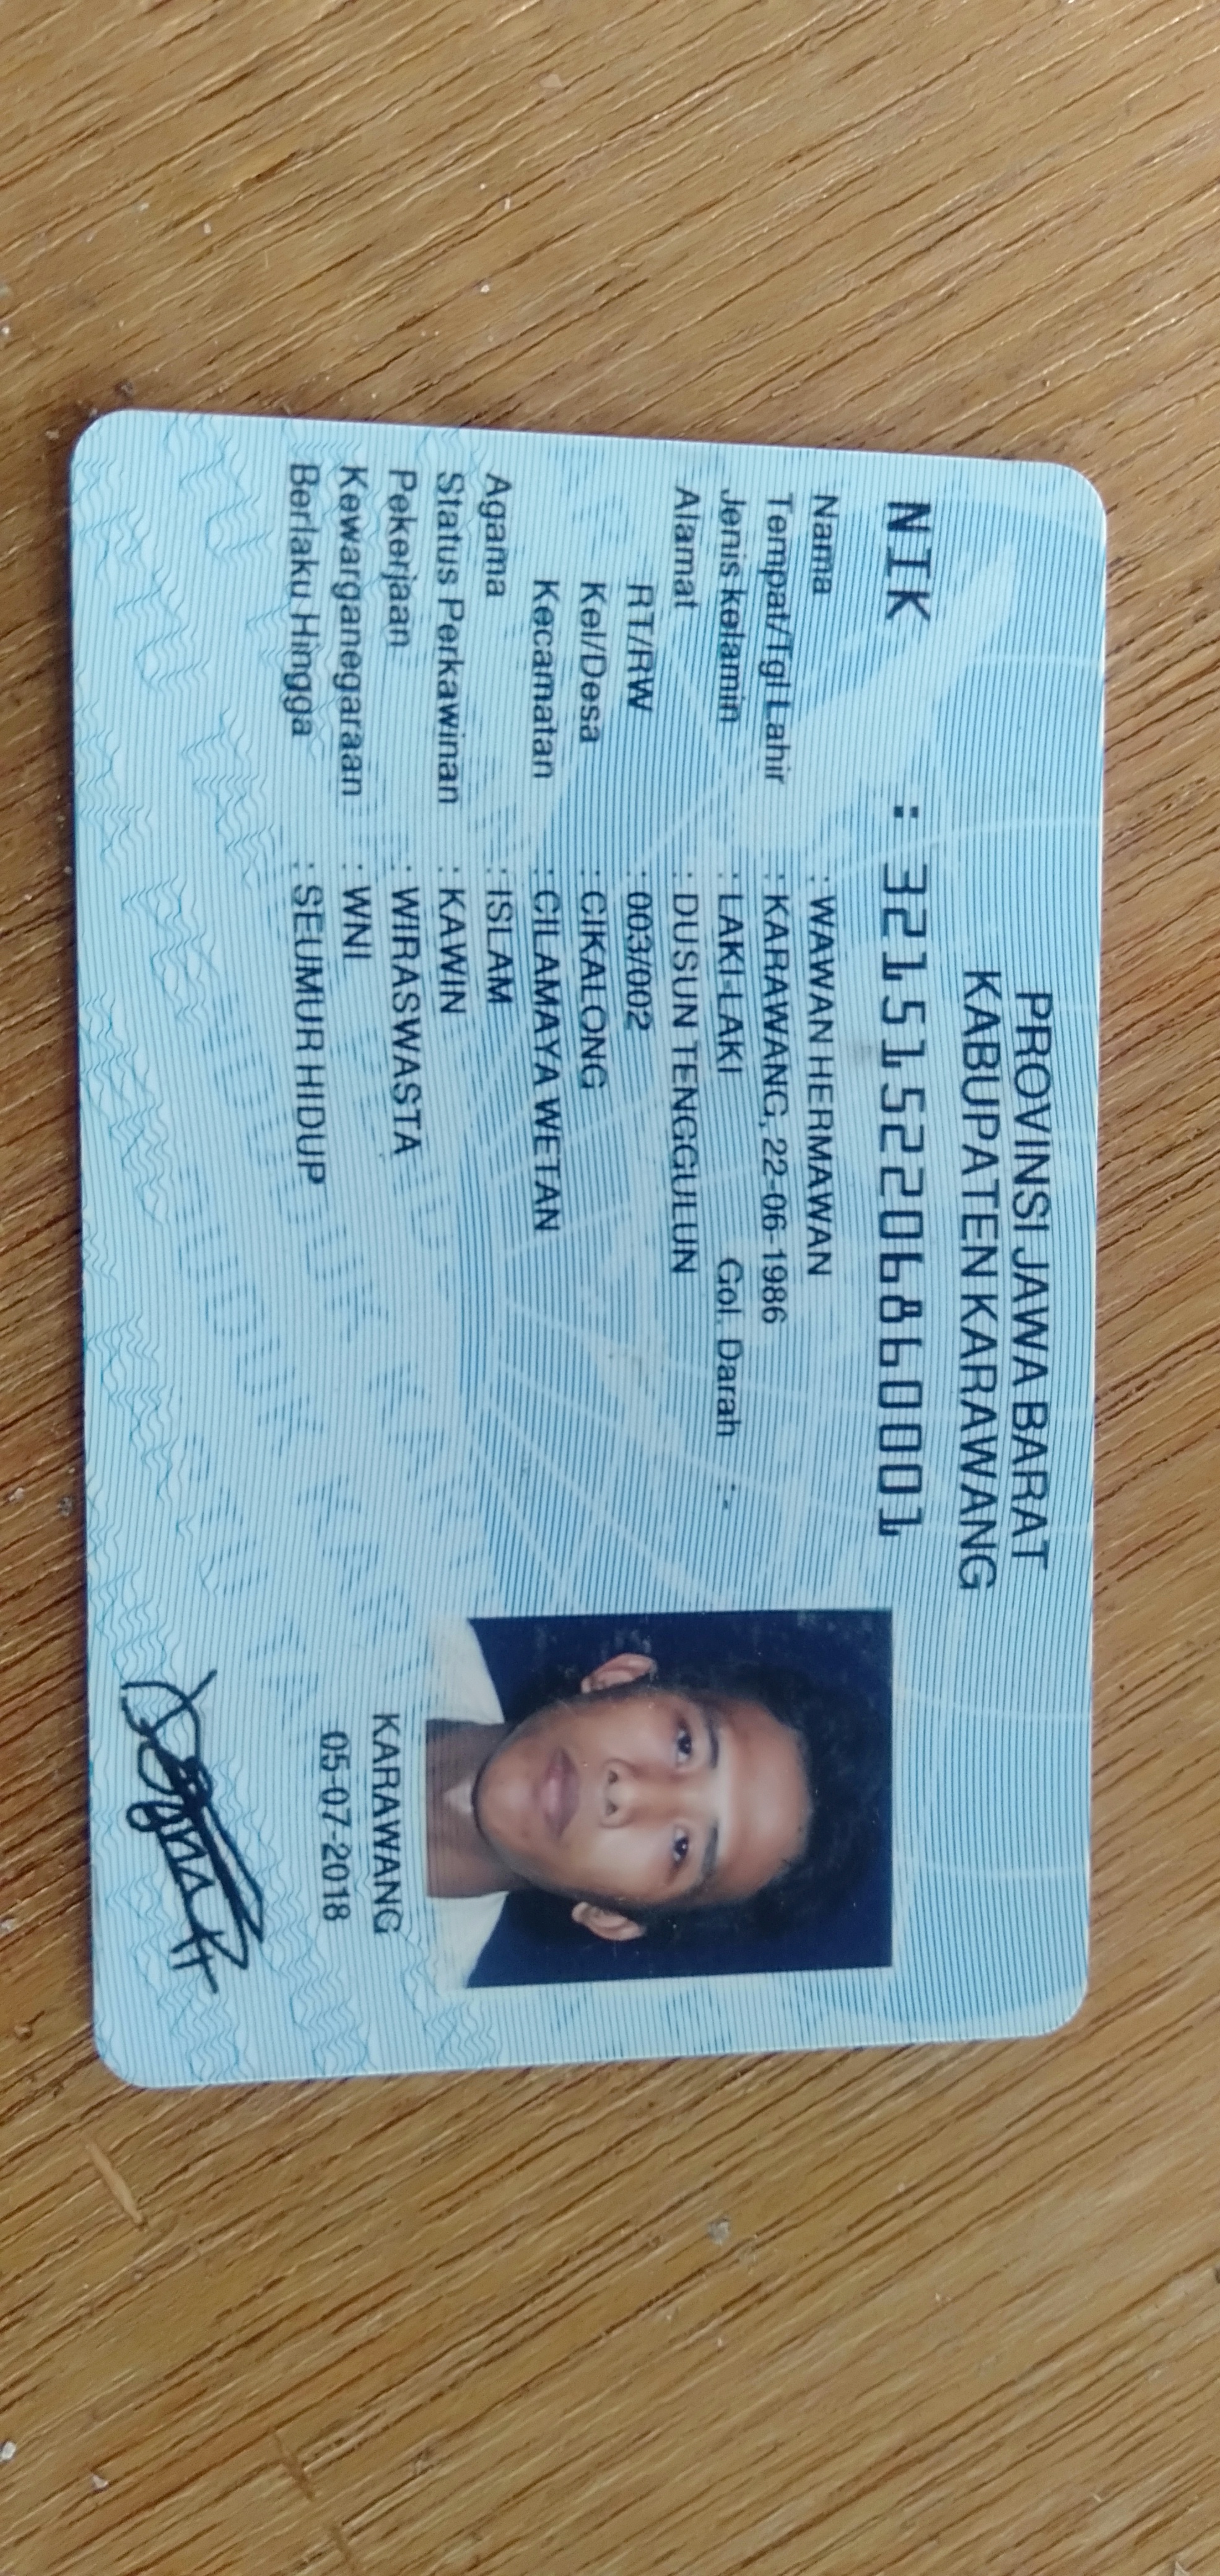 PROVINSI JAWA BARAT
KABUPATEN KARAWANG
NIK : 3215152206860001
Nama : WAWAN HERMAWAN
Tempat/Tgl Lahir : KARAWANG, 22-06-1986
Jenis kelamin : LAKI-LAKI Gol. Darah :-
Alamat : DUSUN TENGGULUN
RT/RW : 003/002
Kel/Desa : CIKALONG
Kecamatan : CILAMAYA WETAN
Agama : ISLAM
Status Perkawinan : KAWIN
Pekerjaan : WIRASWASTA
Kewarganegaraan : WNI
Berlaku Hingga : SEUMUR HIDUP
KARAWANG
05-07-2018